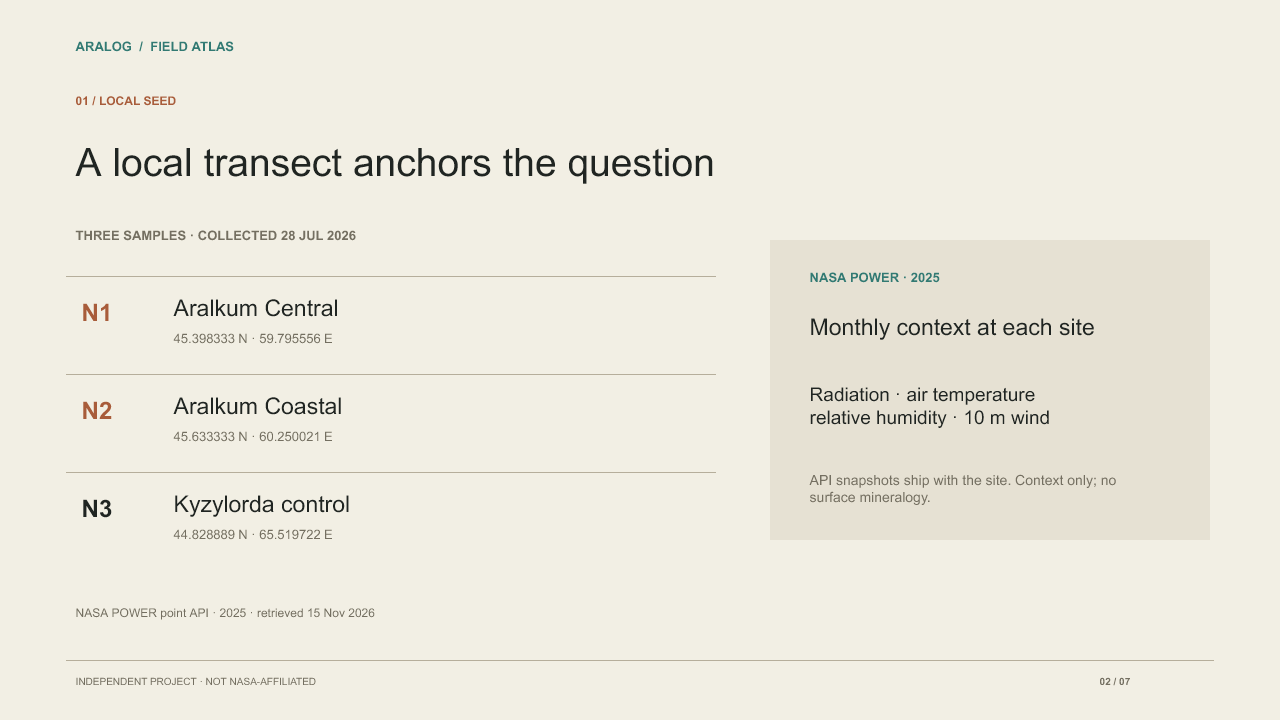 ARALOG / FIELD ATLAS
01 / LOCAL SEED
A local transect anchors the question
THREE SAMPLES · COLLECTED 28 JUL 2026
N1
Aralkum Central
45.398333 N · 59.795556 E
N2
Aralkum Coastal
45.633333 N · 60.250021 E
N3
Kyzylorda control
44.828889 N · 65.519722 E
NASA POWER · 2025
Monthly context at each site
Radiation · air temperature
relative humidity · 10 m wind
API snapshots ship with the site. Context only; no
surface mineralogy.
NASA POWER point API · 2025 · retrieved 15 Nov 2026
INDEPENDENT PROJECT · NOT NASA-AFFILIATED
02 / 07